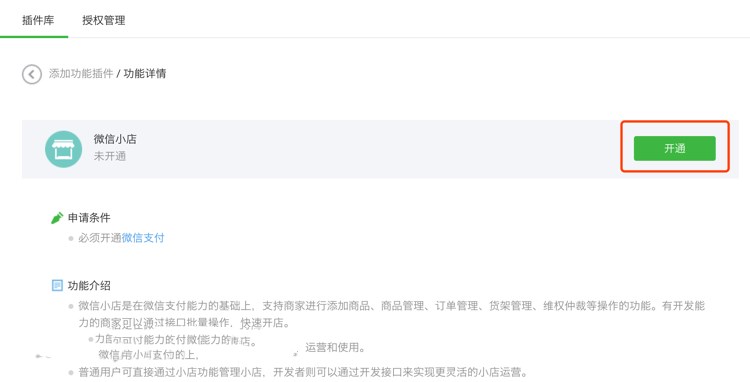 插件库 授权管理
添加功能插件 / 功能详情
微信小店
未开通
开通
申请条件
必须开通微信支付
功能介绍
微信小店是在微信支付能力的基础上，支持商家进行添加商品、商品管理、订单管理、货架管理、维权仲裁等操作的功能。有开发能
力的商家可以通过接口批量操作，快速开店。
运营和使用。
普通用户可直接通过小店功能管理小店，开发者则可以通过开发接口来实现更灵活的小店运营。